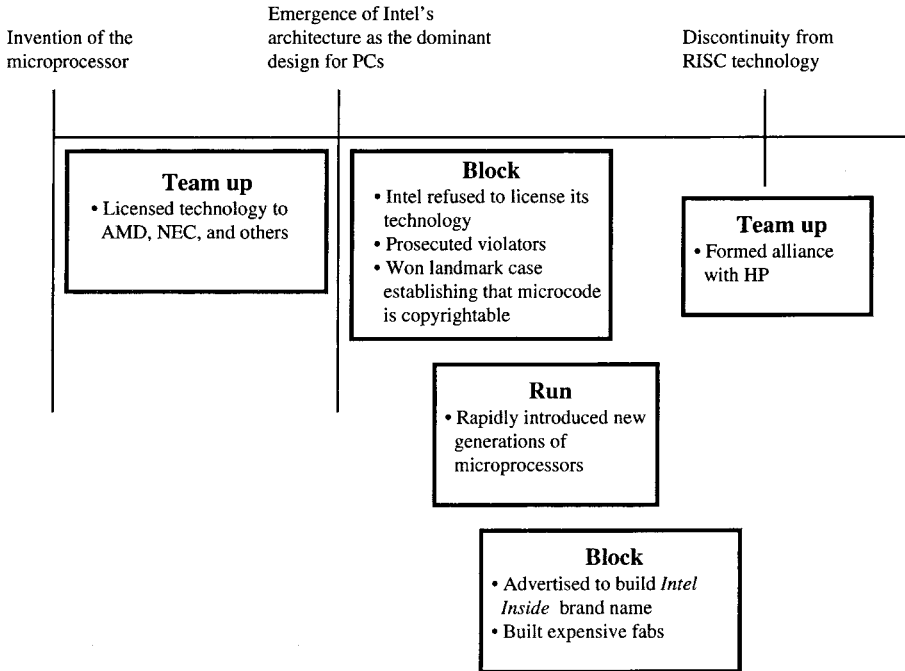 Invention of the
microprocessor
Emergence of Intel's
architecture as the dominant
design for PCs
Discontinuity from
RISC technology
Team up
• Licensed technology to
AMD, NEC, and others
Block
• Intel refused to license its
technology
• Prosecuted violators
• Won landmark case
establishing that microcode
is copyrightable
Team up
• Formed alliance
with HP
Run
• Rapidly introduced new
generations of
microprocessors
Block
• Advertised to build Intel
Inside brand name
• Built expensive fabs